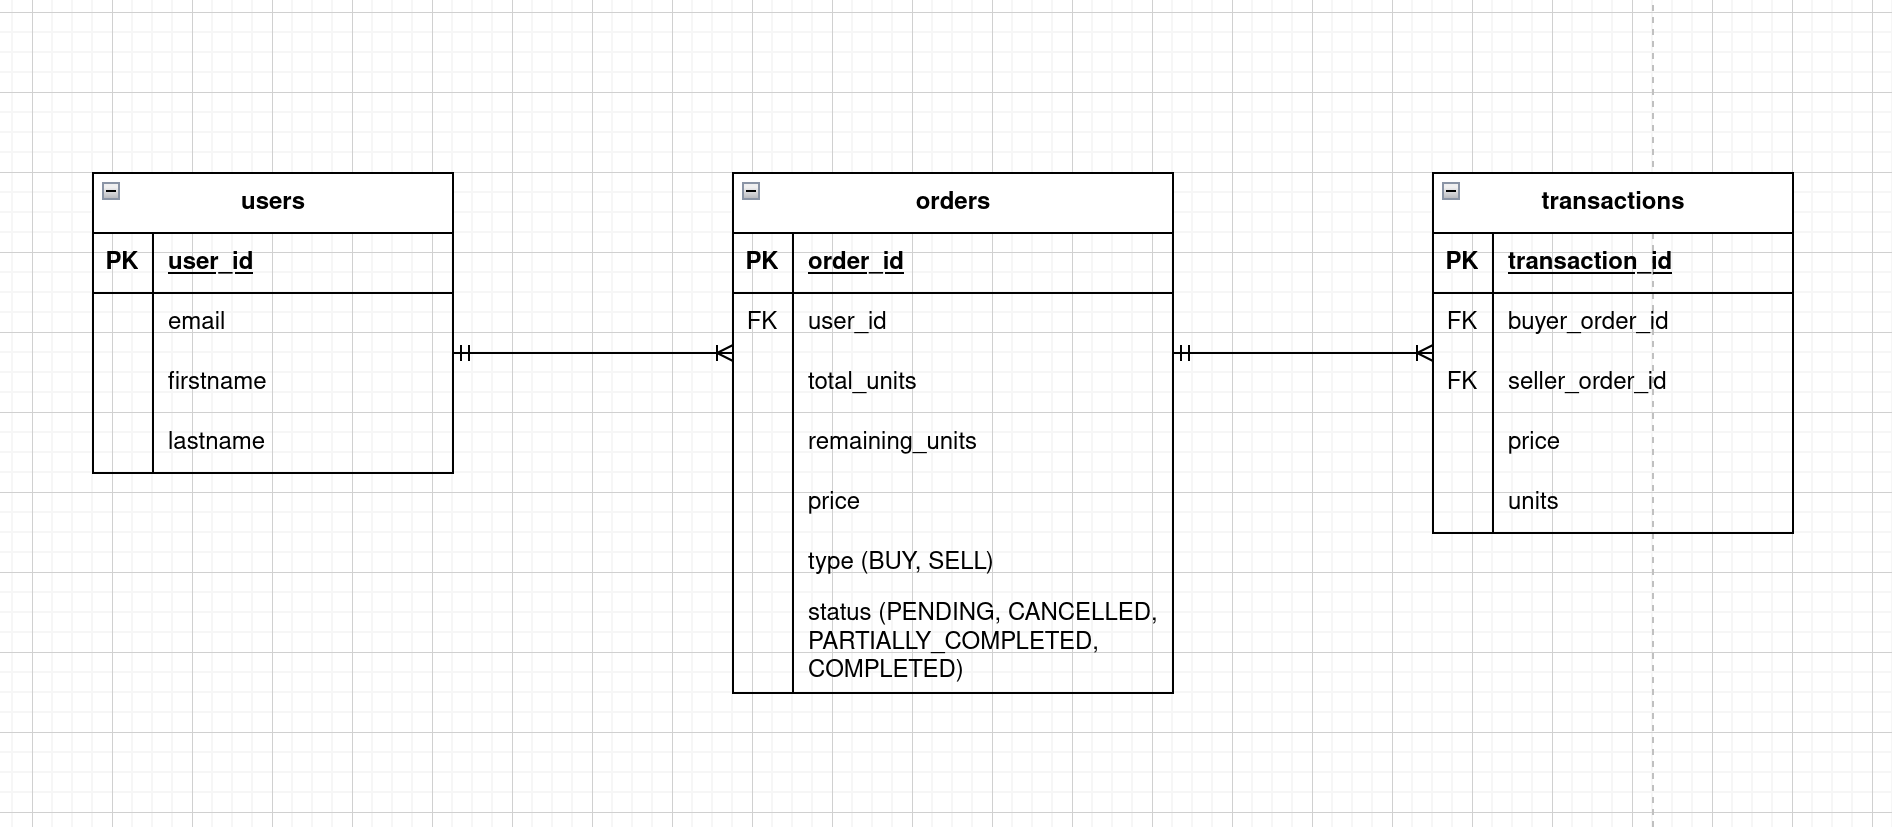 users
PK user_id
email
firstname
lastname
orders
PK order_id
FK user_id
total_units
remaining_units
price
type (BUY, SELL)
status (PENDING, CANCELLED,
PARTIALLY_COMPLETED,
COMPLETED)
transactions
PK transaction_id
FK buyer_order_id
FK seller_order_id
price
units